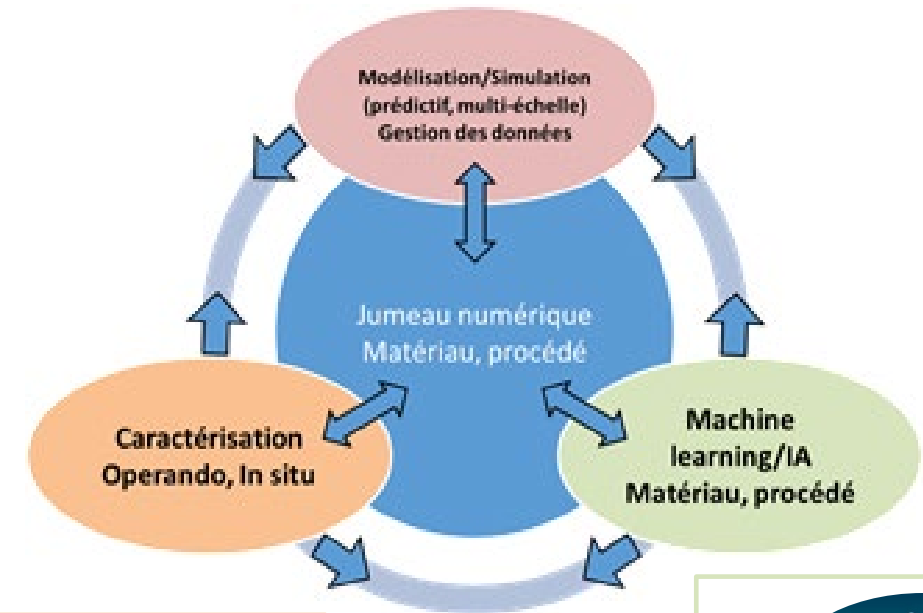 Modélisation/Simulation
(prédictif, multi-échelle)
Gestion des données
Jumeau numérique
Matériau, procédé
Caractérisation
Operando, In situ
Machine
learning/IA
Matériau, procédé